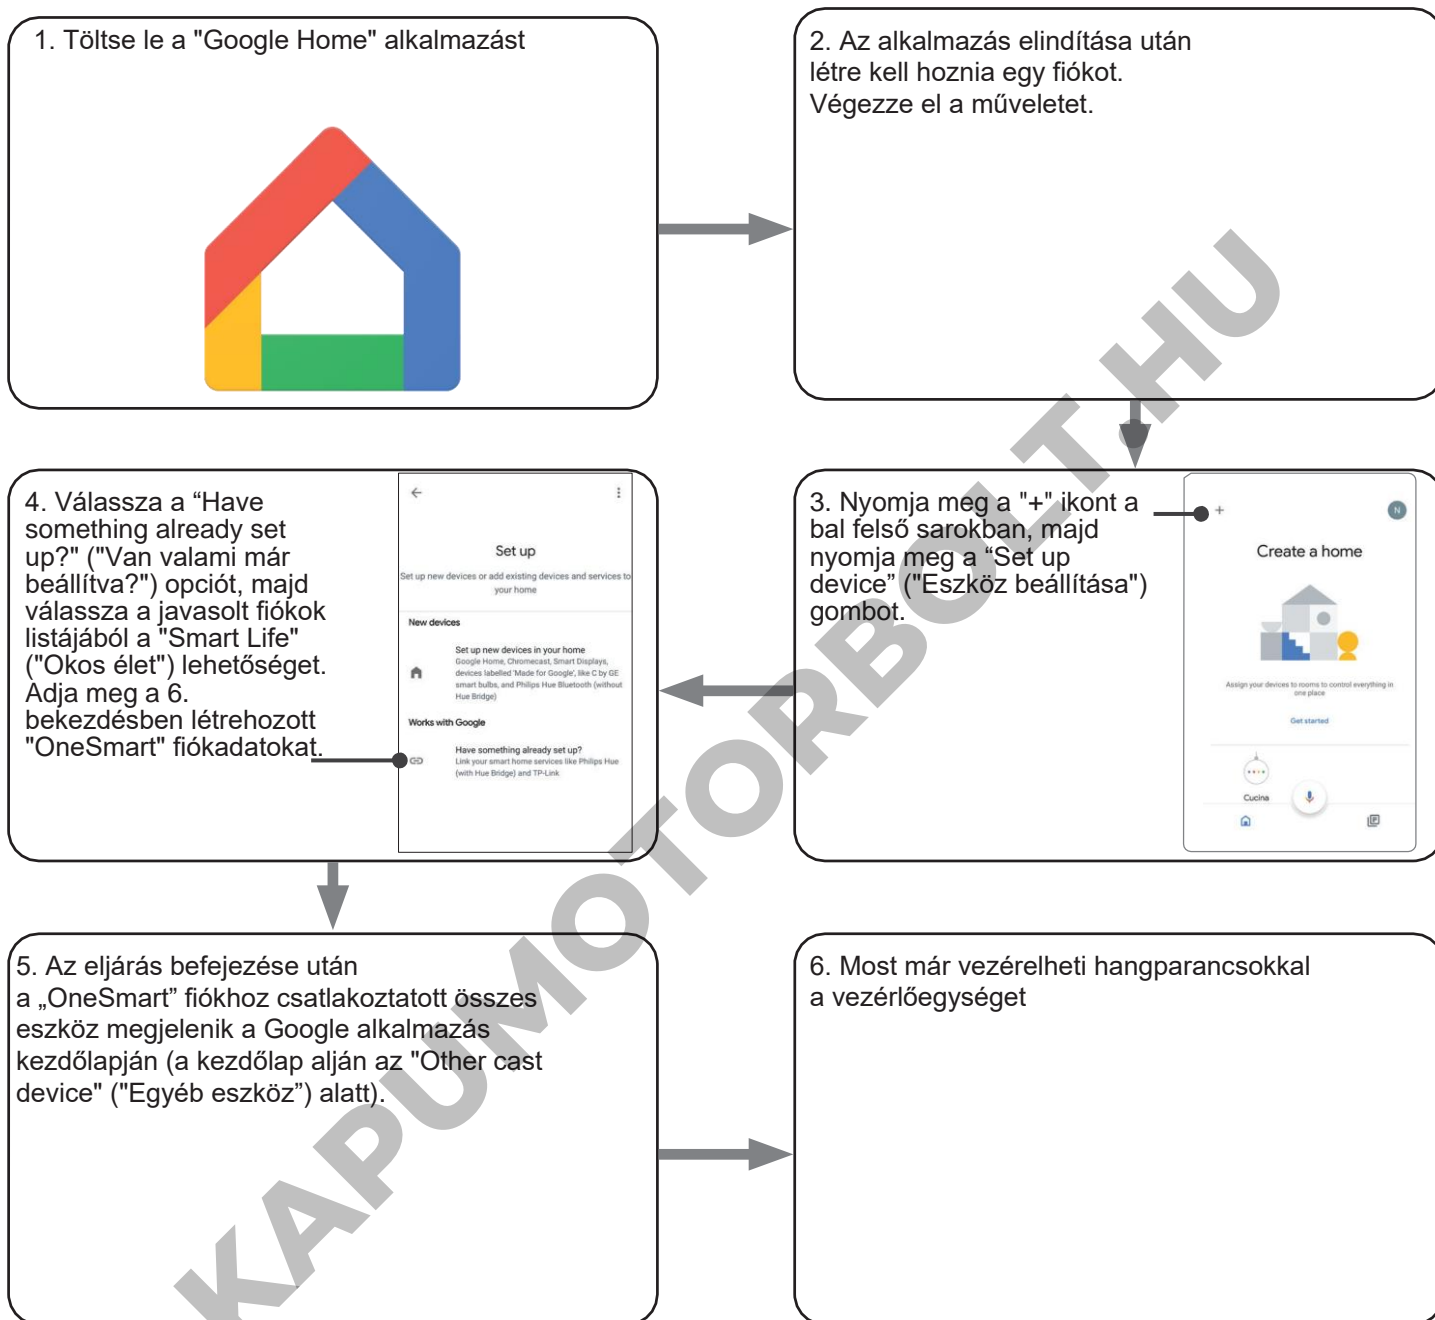 1. Töltse le a "Google Home" alkalmazást
2. Az alkalmazás elindítása után
létre kell hoznia egy fiókot.
Végezze el a műveletet.
3. Nyomja meg a "+" ikont a
bal felső sarokban, majd
nyomja meg a “Set up
device” ("Eszköz beállítása")
gombot.
+
N
Create a home
Assign your devices to rooms to control everything in
one place
Get started
Cucina
4. Válassza a “Have
something already set
up?" ("Van valami már
beállítva?") opciót, majd
válassza a javasolt fiókok
listájából a "Smart Life"
("Okos élet") lehetőséget.
Adja meg a 6.
bekezdésben létrehozott
"OneSmart" fiókadatokat.
Set up
Set up new devices or add existing devices and services to
your home
New devices
Set up new devices in your home
Google Home, Chromecast, Smart Displays,
devices labelled 'Made for Google', like C by GE
smart bulbs, and Philips Hue Bluetooth (without
Hue Bridge)
Works with Google
Have something already set up?
Link your smart home services like Philips Hue
(with Hue Bridge) and TP-Link
5. Az eljárás befejezése után
a „OneSmart” fiókhoz csatlakoztatott összes
eszköz megjelenik a Google alkalmazás
kezdőlapján (a kezdőlap alján az "Other cast
device" ("Egyéb eszköz”) alatt).
6. Most már vezérelheti hangparancsokkal
a vezérlőegységet
KAPUMOTORBOLT.HU